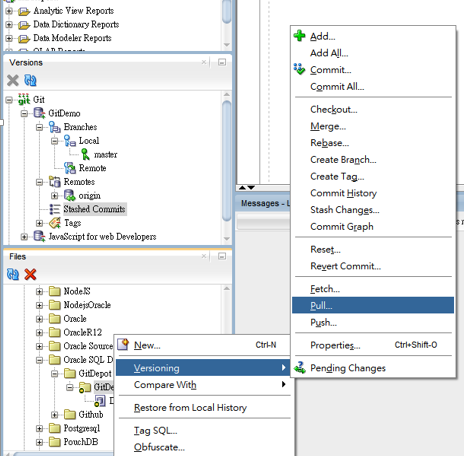 Analytic View Reports
Data Dictionary Reports
Data Modeler Reports
OLAP Reports
Versions
git Git
GitDemo
Branches
Local
master
Remote
Remotes
origin
Stashed Commits
Tags
JavaScript for web Developers
Files
NodeJS
NodejsOracle
Oracle
OracleR12
Oracle Source
Oracle SQL D
GitDepot
GitDe
D
Github
Postgresql
PouchDB
New... Ctrl-N
Versioning
Compare With
Restore from Local History
Tag SQL...
Obfuscate...
Add...
Add All...
Commit...
Commit All...
Checkout...
Merge...
Rebase...
Create Branch...
Create Tag...
Commit History
Stash Changes...
Commit Graph
Reset...
Revert Commit...
Fetch...
Pull...
Push...
Properties... Ctrl+Shift-O
Pending Changes
Messages - L